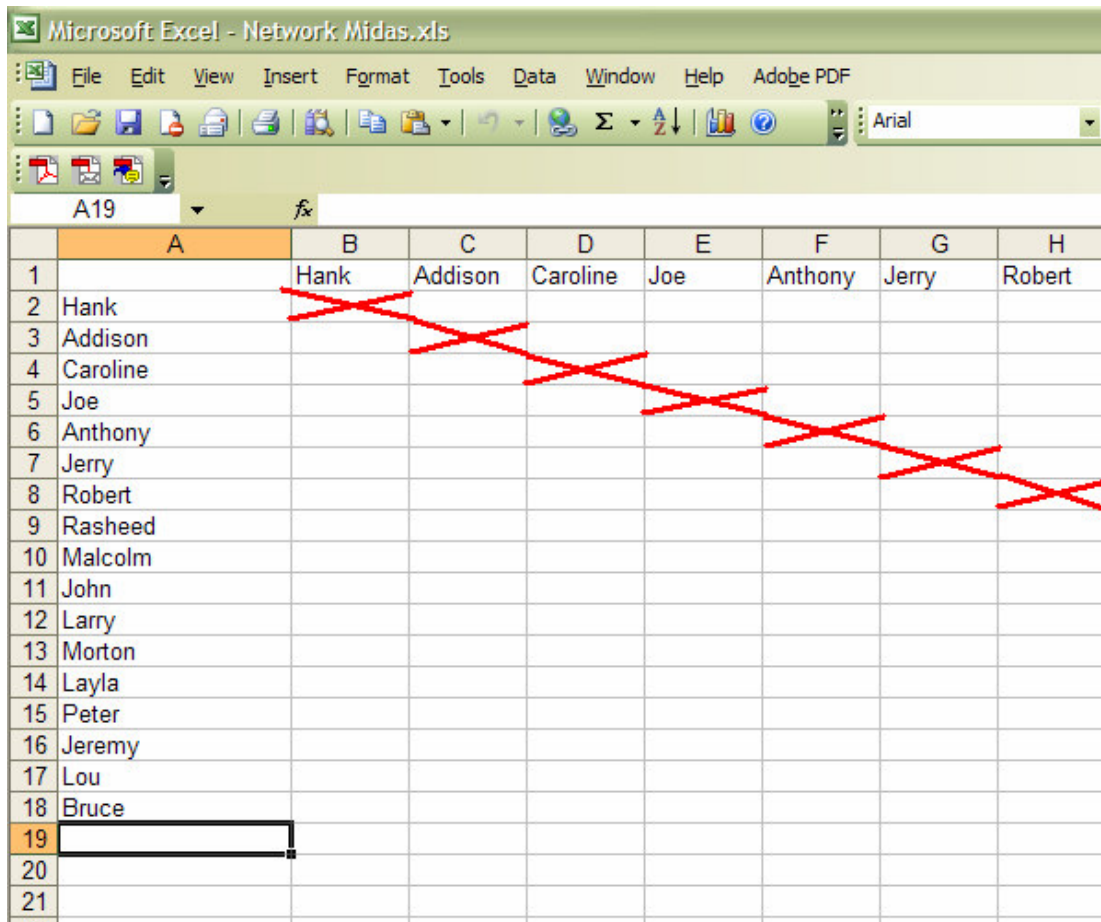 Microsoft Excel - Network Midas.xls
File Edit View Insert Format Tools Data Window Help Adobe PDF
Σ A Z Arial
A19 fx
A B C D E F G H
1 Hank Addison Caroline Joe Anthony Jerry Robert
2 Hank
3 Addison
4 Caroline
5 Joe
6 Anthony
7 Jerry
8 Robert
9 Rasheed
10 Malcolm
11 John
12 Larry
13 Morton
14 Layla
15 Peter
16 Jeremy
17 Lou
18 Bruce
19
20
21